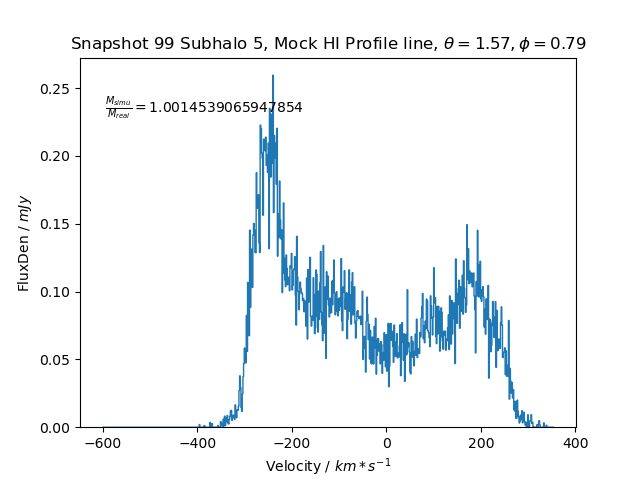 Snapshot 99 Subhalo 5, Mock HI Profile line, θ = 1.57, ϕ = 0.79
M_simu/M_real = 1.0014539065947854
FluxDen / mJy
0.25
0.20
0.15
0.10
0.05
0.00
−600 −400 −200 0 200 400
Velocity / km * s⁻¹